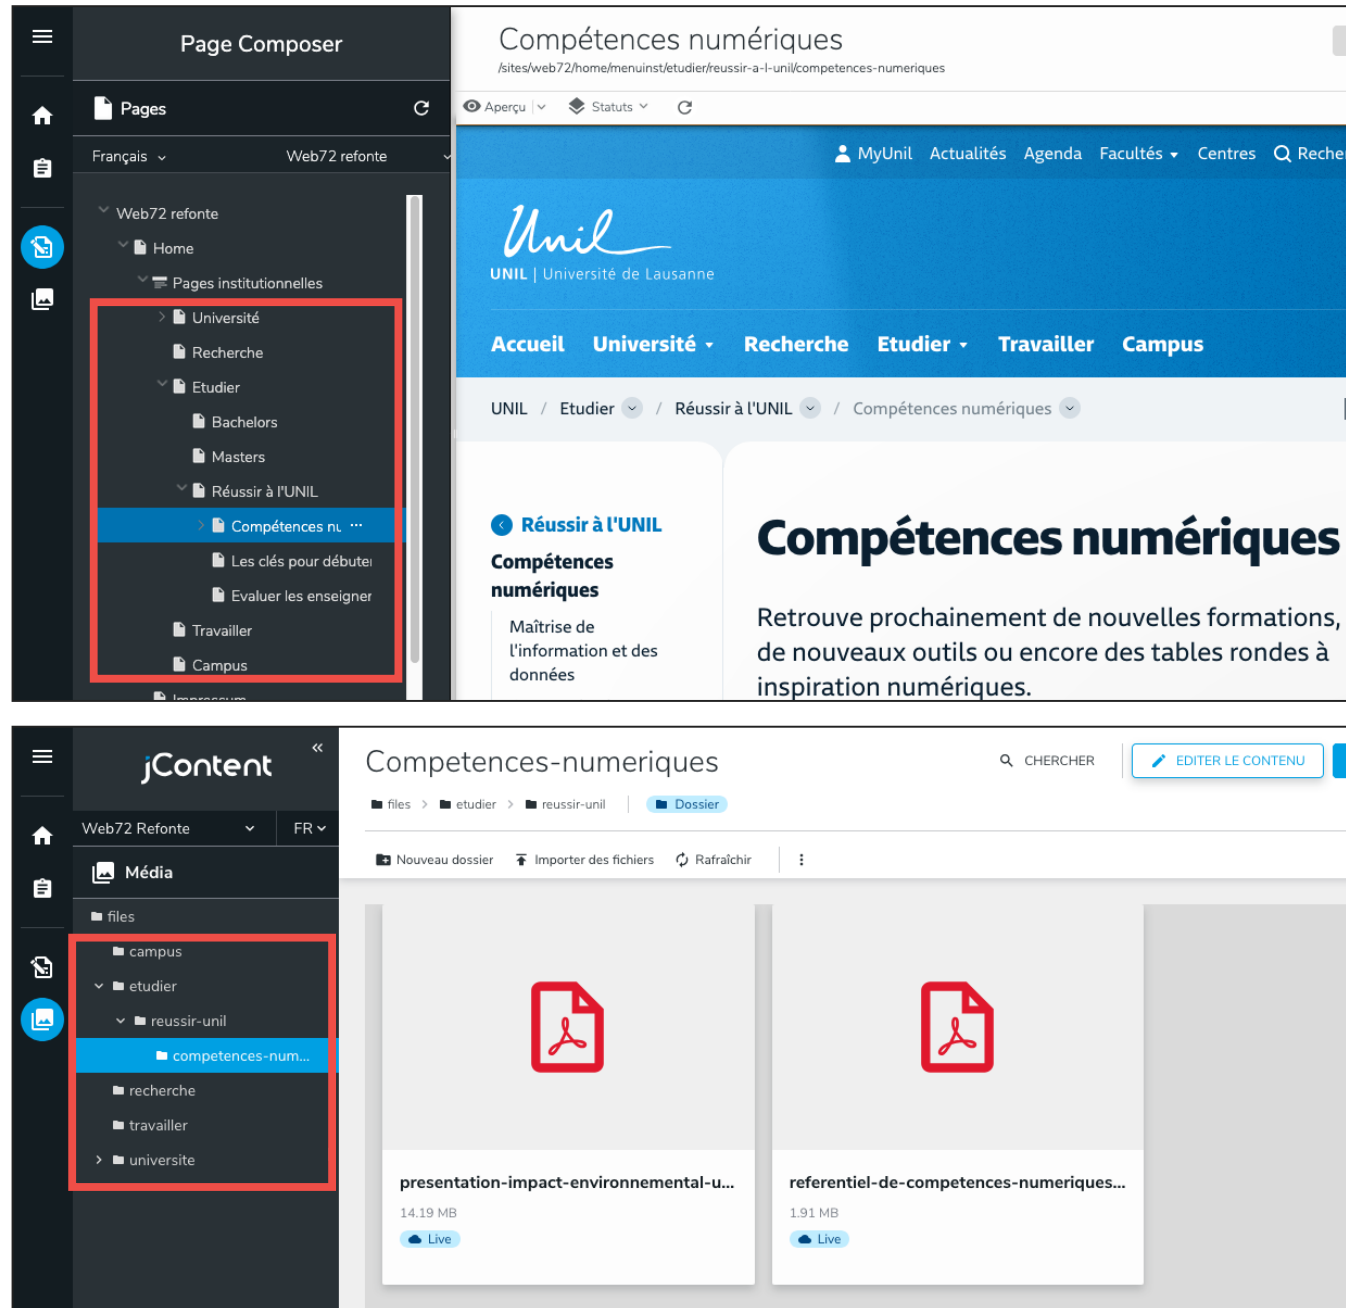 Page Composer
Pages
Français
Web72 refonte
Web72 refonte
Home
Pages institutionnelles
Université
Recherche
Etudier
Bachelors
Masters
Réussir à l'UNIL
Compétences nu ...
Les clés pour débuter
Evaluer les enseigner
Travailler
Campus
Impressum
Compétences numériques
/sites/web72/home/menuinst/etudier/reussir-a-l-unil/competences-numeriques
Aperçu
Statuts
MyUnil Actualités Agenda Facultés Centres Recher
Unil
UNIL | Université de Lausanne
Accueil Université Recherche Etudier Travailler Campus
UNIL / Etudier / Réussir à l'UNIL / Compétences numériques
Réussir à l'UNIL
Compétences
numériques
Maîtrise de
l'information et des
données
Compétences numériques
Retrouve prochainement de nouvelles formations,
de nouveaux outils ou encore des tables rondes à
inspiration numériques.
jContent
Web72 Refonte
FR
Média
files
campus
etudier
reussir-unil
competences-num...
recherche
travailler
universite
Competences-numeriques
CHERCHER
EDITER LE CONTENU
files > etudier > reussir-unil
Dossier
Nouveau dossier
Importer des fichiers
Rafraîchir
presentation-impact-environnemental-u...
14.19 MB
Live
referentiel-de-competences-numeriques...
1.91 MB
Live